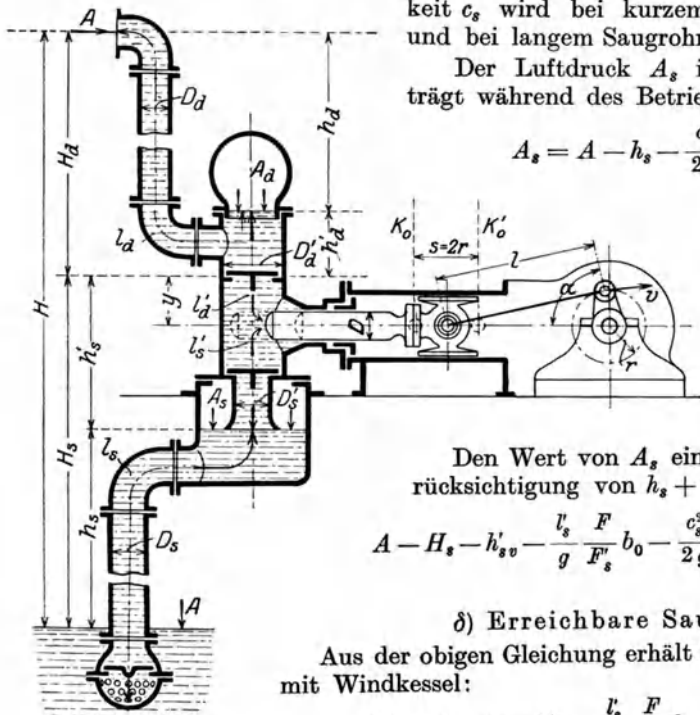 keit c_s wird bei kurzem
und bei langem Saugrohr
Der Luftdruck A_s i
trägt während des Betrie
A_s = A − h_s − c / 2
A
D_d
H_d
h_d
A_d
l_d
D'_d
h'_d
K_o K'_o
s=2r
l
α
v
r
H
y
l'_d
l'_s
D
h'_s
A_s
D'_s
H_s
l_s
h_s
D_s
A
Den Wert von A_s ein
rücksichtigung von h_s +
A − H_s − h'_sv − l'_s/g F/F'_s b_0 − c_s²/2g
δ) Erreichbare Sau
Aus der obigen Gleichung erhält
mit Windkessel:
l'_s F